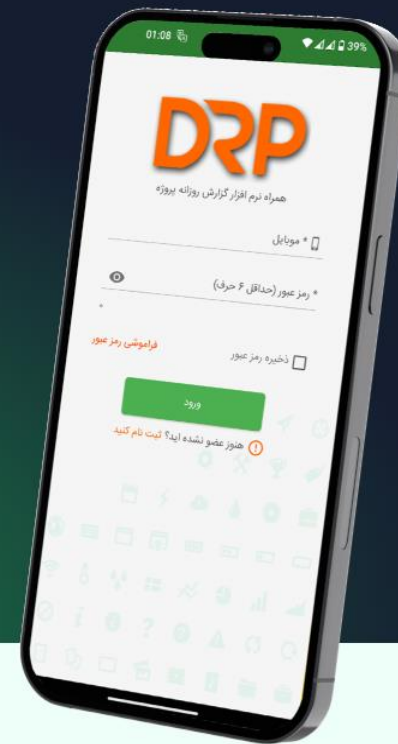 01:08 39%
DRP
همراه نرم افزار گزارش روزانه پروژه
* موبایل
* رمز عبور (حداقل ۶ حرف)
ذخیره رمز عبور فراموشی رمز عبور
ورود
هنوز عضو نشده اید؟ ثبت نام کنید